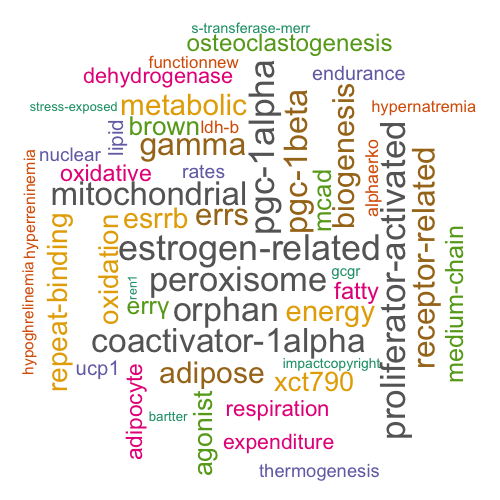 s-transferase-merr
osteoclastogenesis
functionnew
dehydrogenase
endurance
stress-exposed
metabolic
pgc-1alpha
pgc-1beta
biogenesis
hypernatremia
brown
ldh-b
lipid
gamma
nuclear
oxidative
rates
mcad
alphaerko
proliferator-activated
receptor-related
mitochondrial
hyperreninemia
hypoghrelinemia
repeat-binding
oxidation
esrrb
errs
estrogen-related
medium-chain
peroxisome
gcgr
ren1
fatty
errγ
orphan
energy
coactivator-1alpha
ucp1
adipocyte
adipose
impactcopyright
xct790
agonist
bartter
respiration
expenditure
thermogenesis